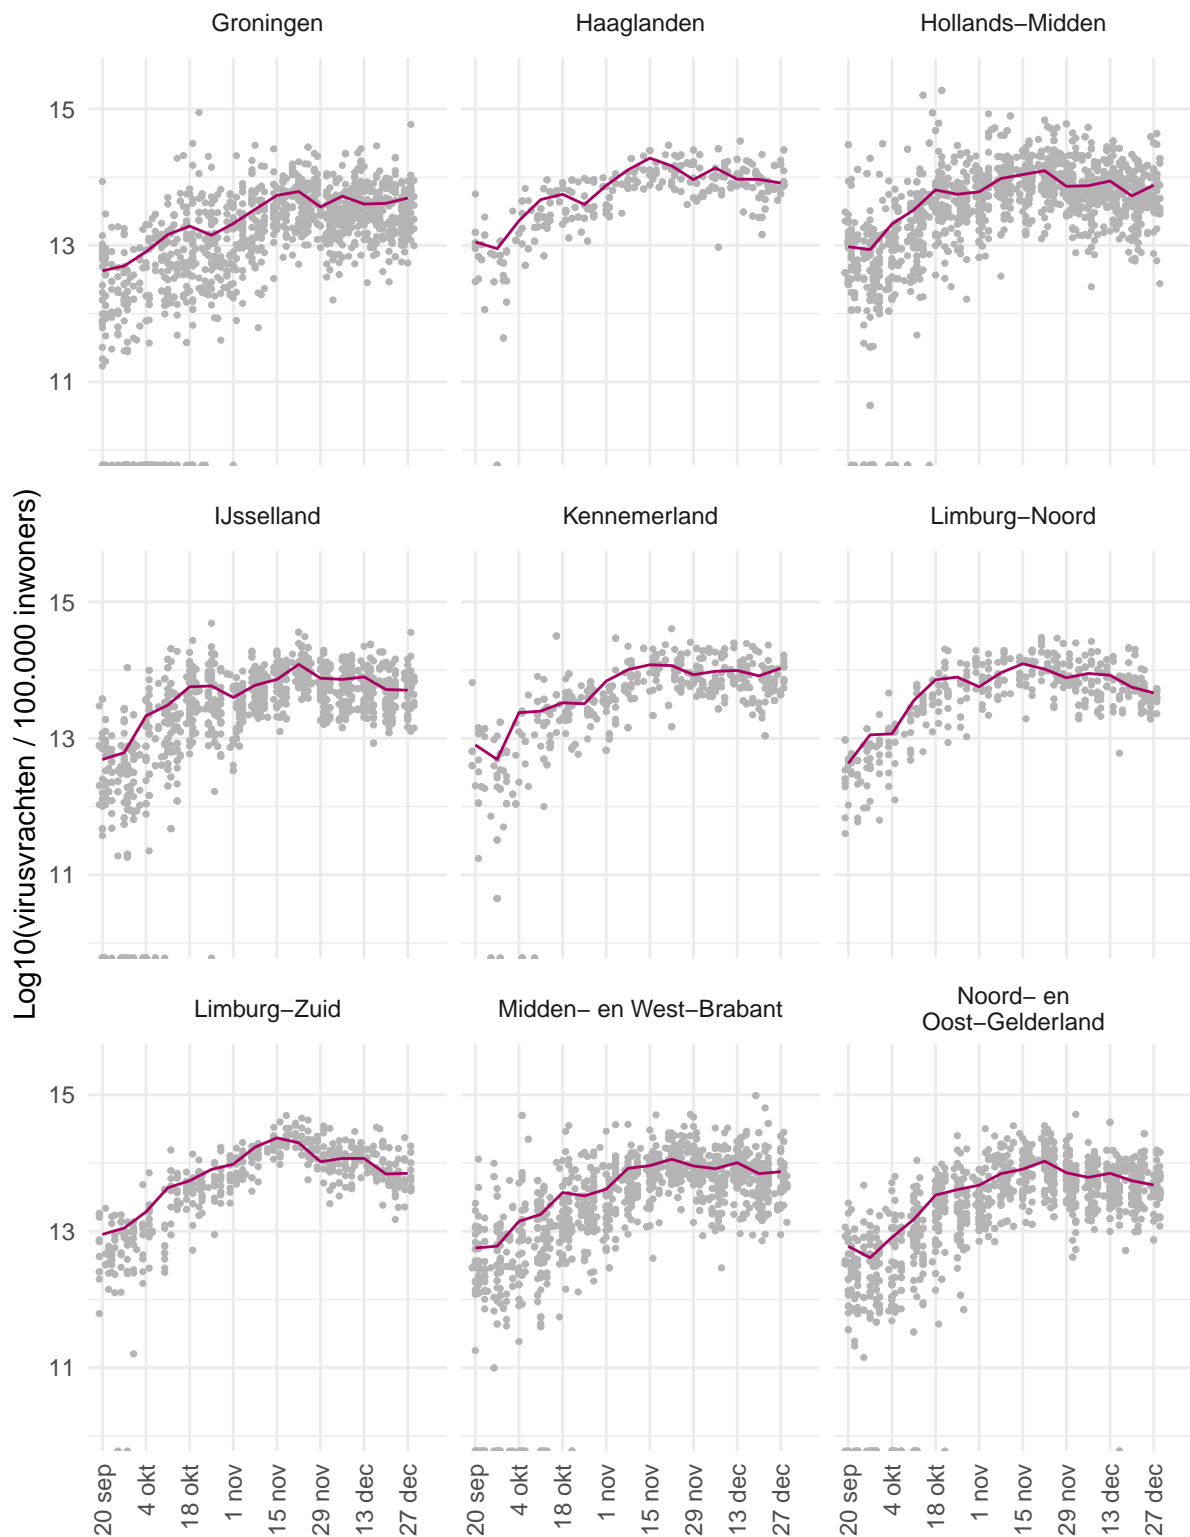 Groningen
Haaglanden
Hollands−Midden
15
13
11
IJsselland
Kennemerland
Limburg−Noord
15
13
11
Log10(virusvrachten / 100.000 inwoners)
Limburg−Zuid
Midden− en West−Brabant
Noord− en
Oost−Gelderland
15
13
11
20 sep
4 okt
18 okt
1 nov
15 nov
29 nov
13 dec
27 dec
20 sep
4 okt
18 okt
1 nov
15 nov
29 nov
13 dec
27 dec
20 sep
4 okt
18 okt
1 nov
15 nov
29 nov
13 dec
27 dec